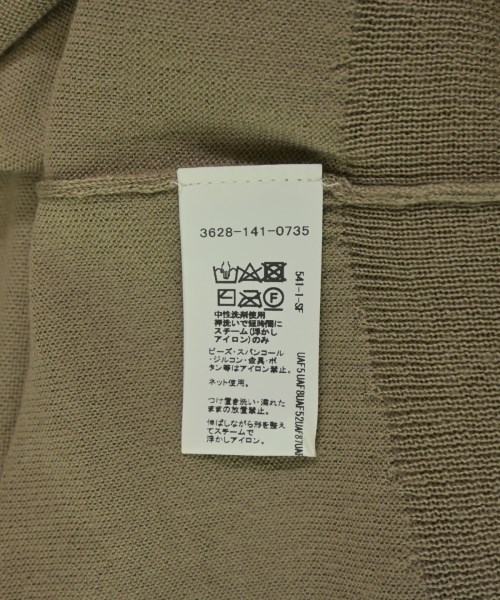 3628-141-0735
541-1-SF
中性洗剤使用
押洗いで短時間に
スチーム(浮かし
アイロン)のみ
ビーズ・スパンコール
・ジルコン・金具・ボ
タン等はアイロン禁止。
ネット使用。
つけ置き洗い・濡れた
ままの放置禁止。
伸ばしながら形を整え
てスチームで
浮かしアイロン。